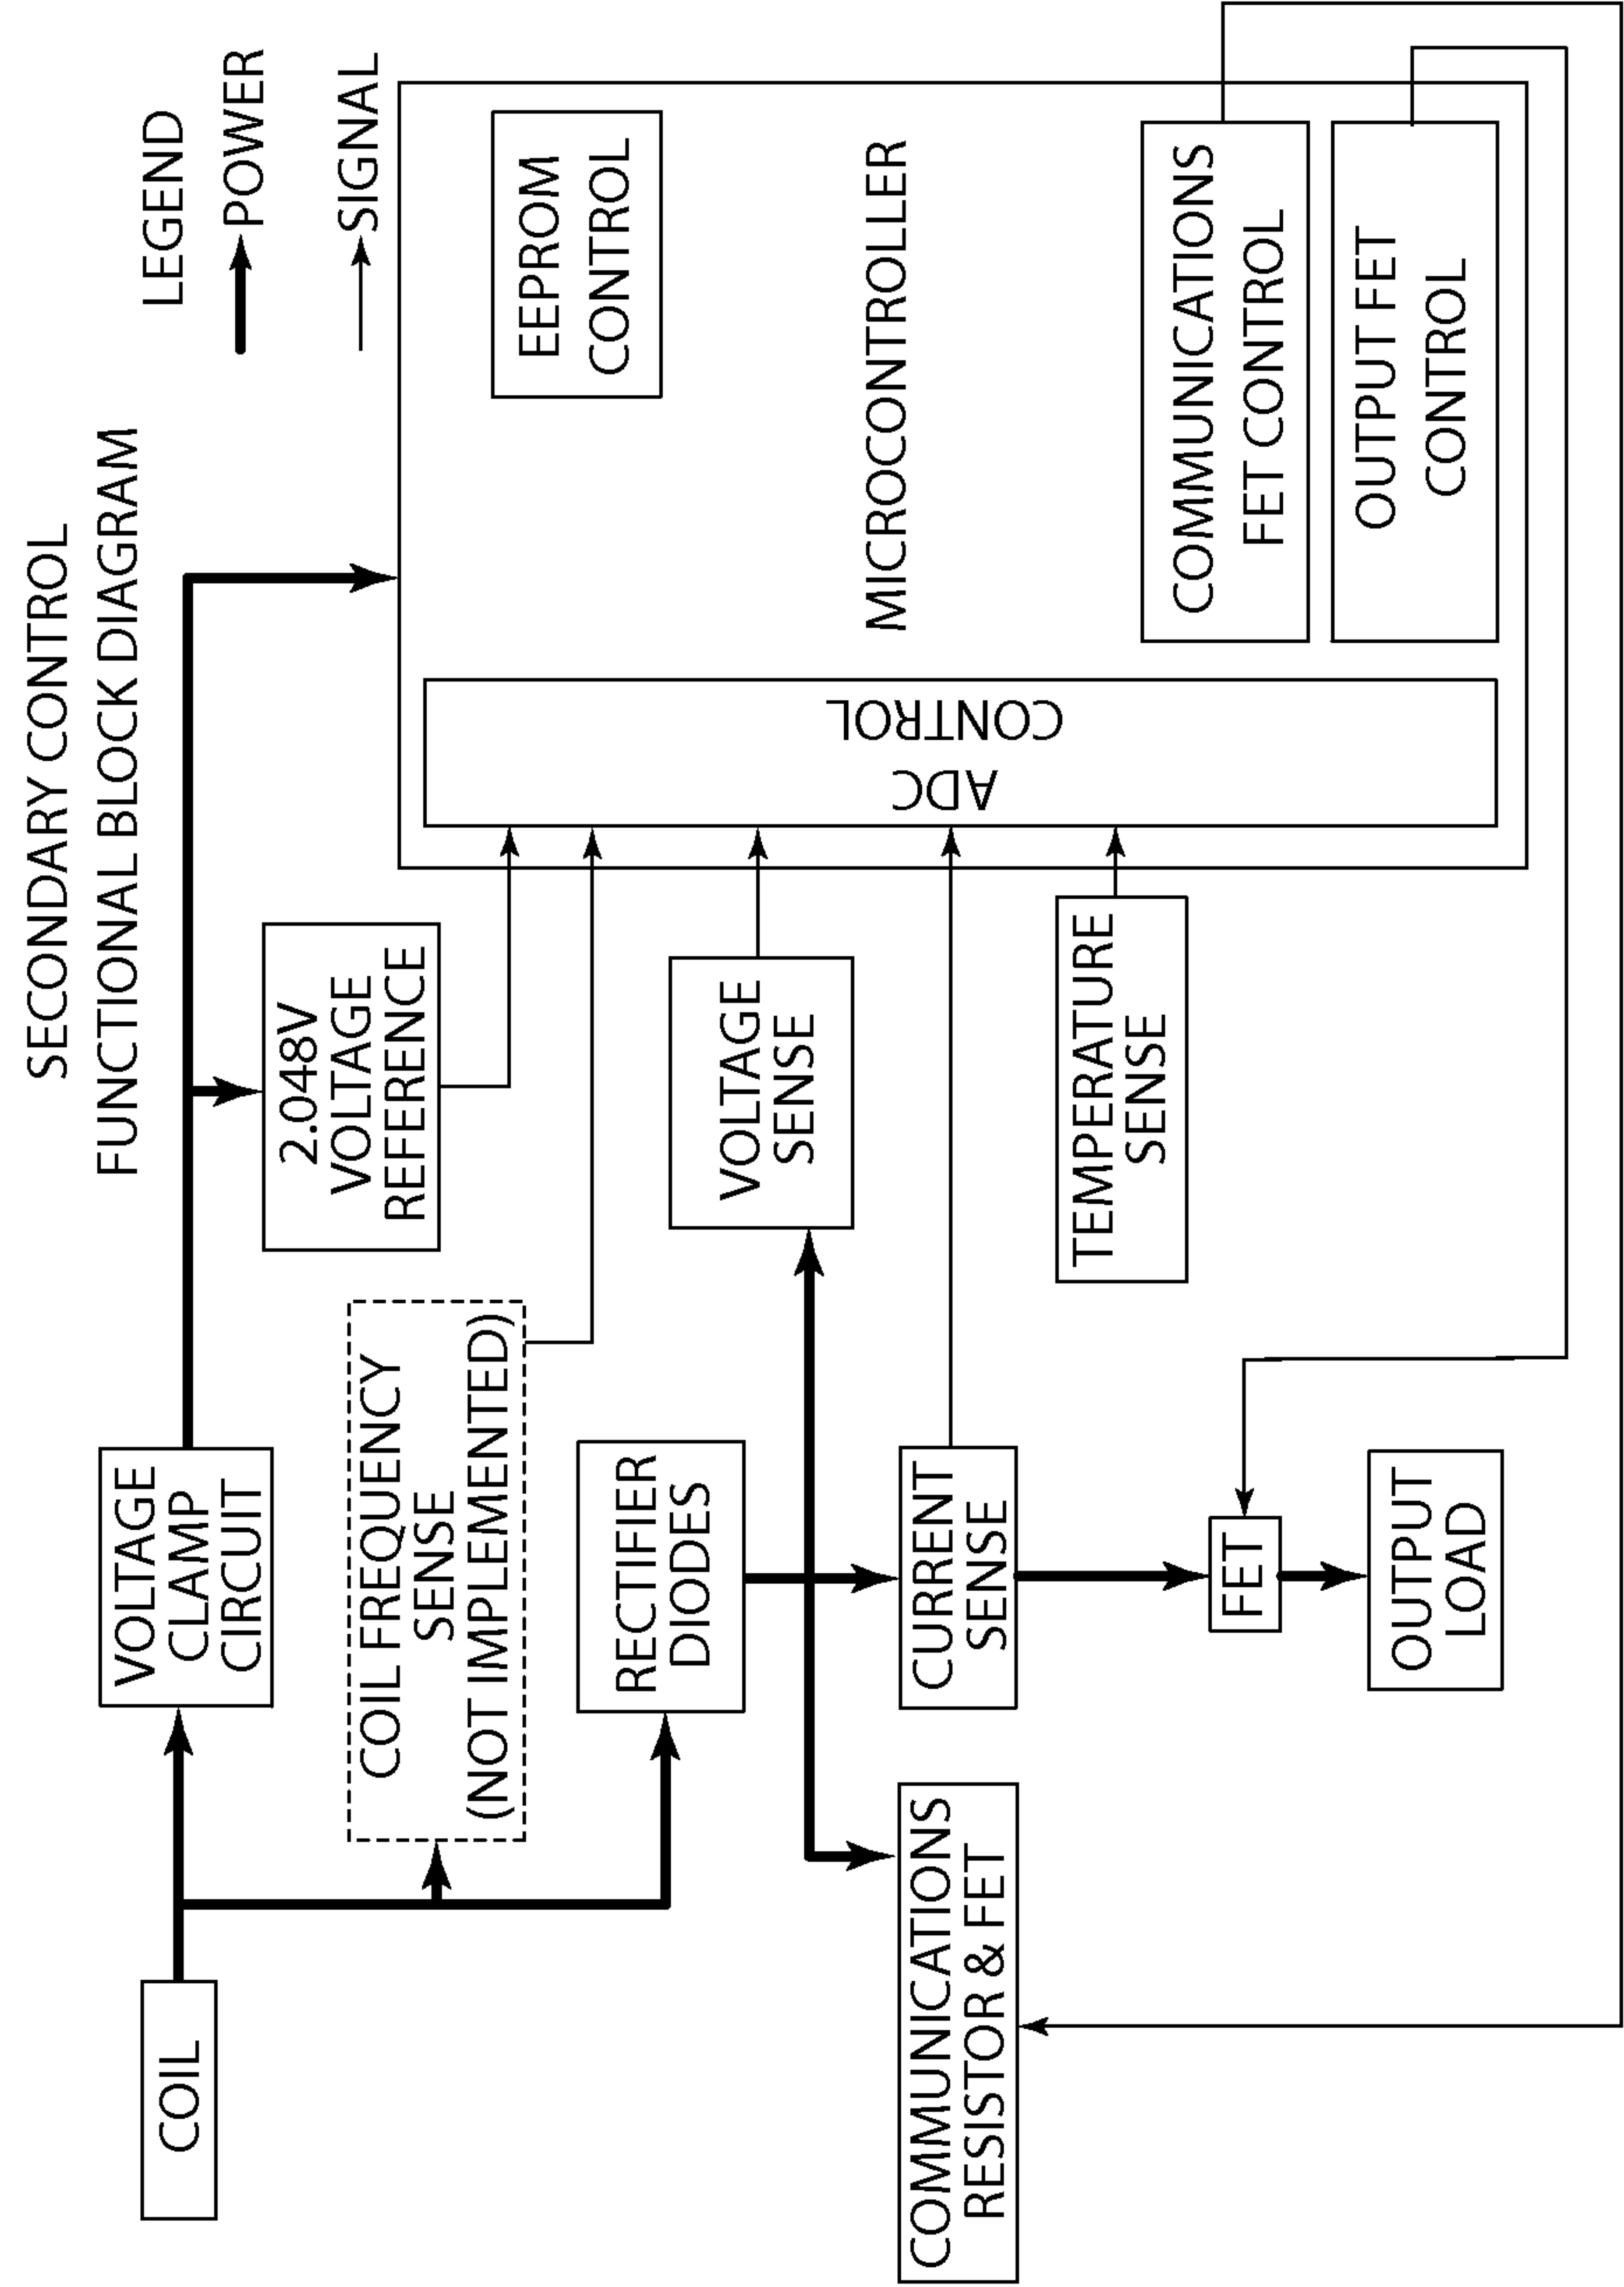 SECONDARY CONTROL
FUNCTIONAL BLOCK DIAGRAM
LEGEND
POWER
SIGNAL
COIL
VOLTAGE
CLAMP
CIRCUIT
2.048V
VOLTAGE
REFERENCE
COIL FREQUENCY
SENSE
(NOT IMPLEMENTED)
RECTIFIER
DIODES
VOLTAGE
SENSE
COMMUNICATIONS
RESISTOR & FET
CURRENT
SENSE
TEMPERATURE
SENSE
FET
OUTPUT
LOAD
ADC
CONTROL
EEPROM
CONTROL
MICROCONTROLLER
COMMUNICATIONS
FET CONTROL
OUTPUT FET
CONTROL